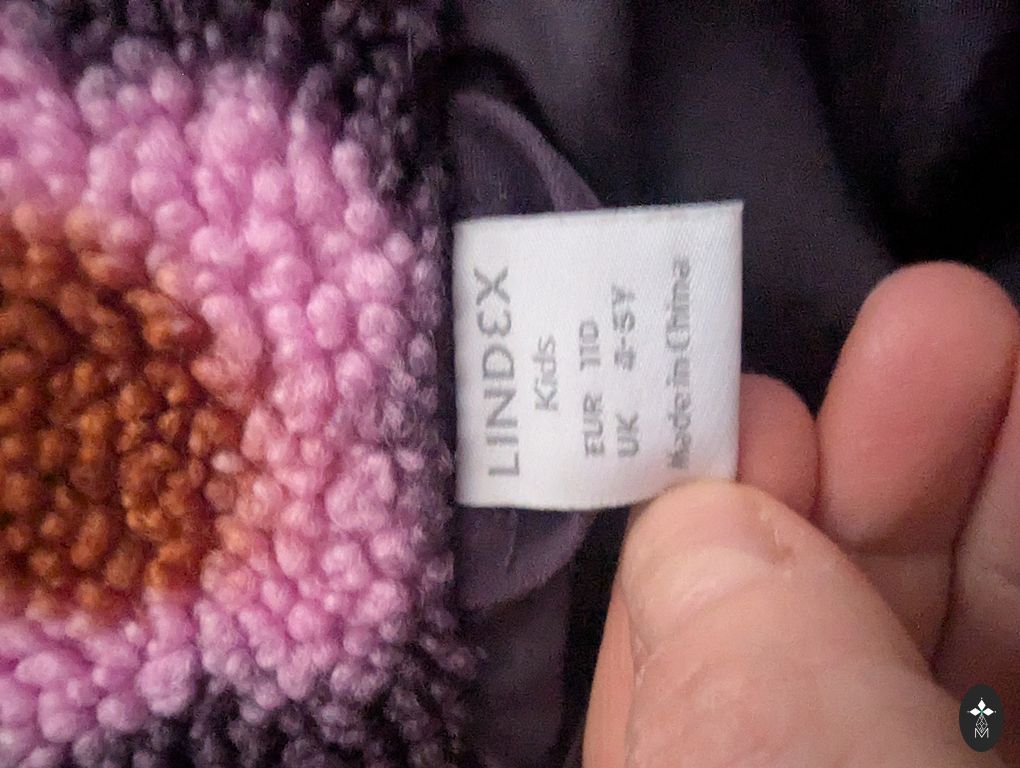 LINDEX
Kids
EUR 110
UK 4-5Y
Made in China
M